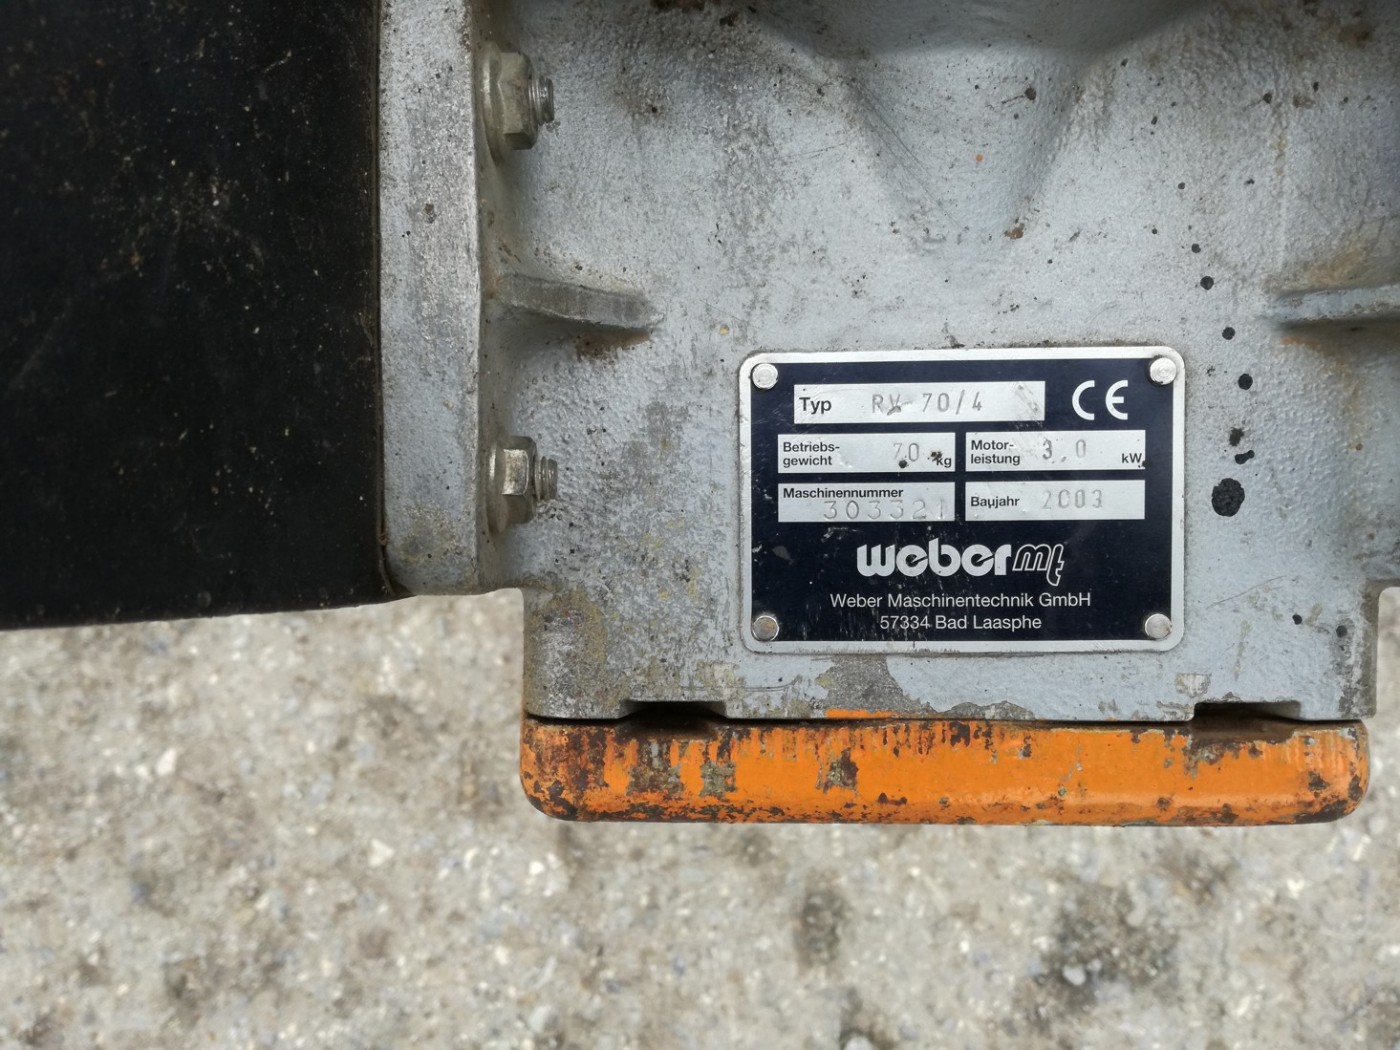 Typ RV 70/4 CE
Betriebs-
gewicht 70 kg
Motor-
leistung 3,0 kW
Maschinennummer
303321
Baujahr 2003
weber mt
Weber Maschinentechnik GmbH
57334 Bad Laasphe